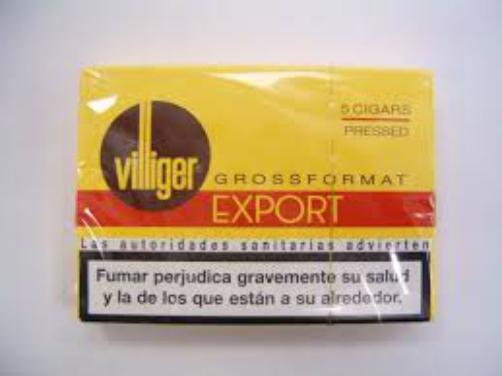 5 CIGARS
PRESSED
villiger
GROSSFORMAT
EXPORT
Las autoridades sanitarias advierten
Fumar perjudica gravemente su salud
y la de los que están a su alrededor.